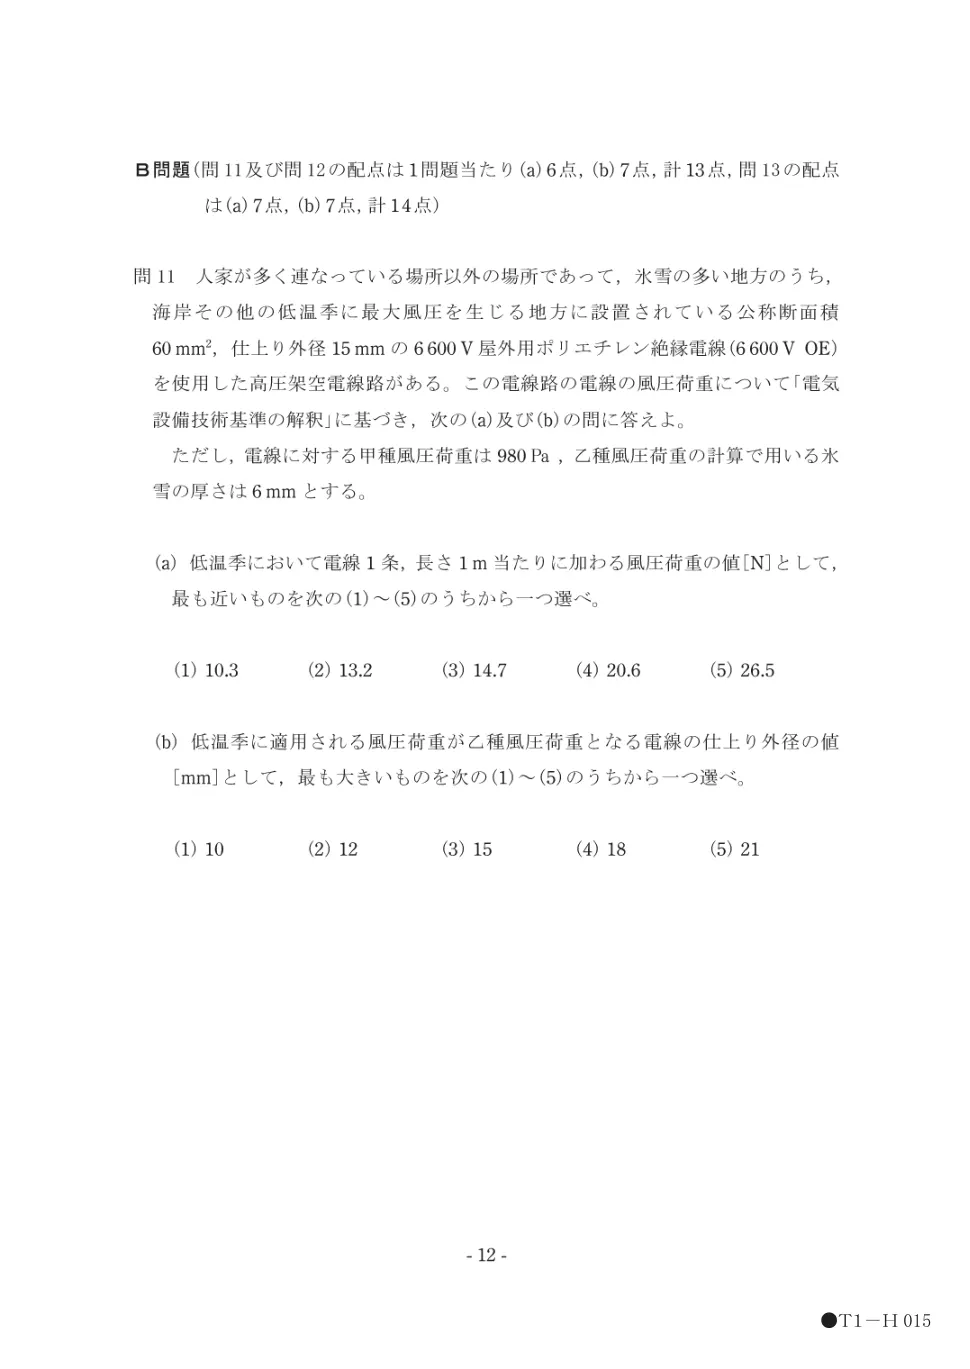 B問題(問11及び問12の配点は1問題当たり(a)6点,(b)7点,計13点,問13の配点
は(a)7点,(b)7点,計14点)
問11　人家が多く連なっている場所以外の場所であって，氷雪の多い地方のうち，
海岸その他の低温季に最大風圧を生じる地方に設置されている公称断面積
60 mm²，仕上り外径15 mmの6 600 V屋外用ポリエチレン絶縁電線(6 600 V OE)
を使用した高圧架空電線路がある。この電線路の電線の風圧荷重について「電気
設備技術基準の解釈」に基づき，次の(a)及び(b)の問に答えよ。
ただし，電線に対する甲種風圧荷重は980 Pa，乙種風圧荷重の計算で用いる氷
雪の厚さは6 mmとする。
(a) 低温季において電線1条，長さ1 m当たりに加わる風圧荷重の値[N]として，
最も近いものを次の(1)～(5)のうちから一つ選べ。
(1) 10.3　(2) 13.2　(3) 14.7　(4) 20.6　(5) 26.5
(b) 低温季に適用される風圧荷重が乙種風圧荷重となる電線の仕上り外径の値
[mm]として，最も大きいものを次の(1)～(5)のうちから一つ選べ。
(1) 10　(2) 12　(3) 15　(4) 18　(5) 21
- 12 -
●T1－H 015